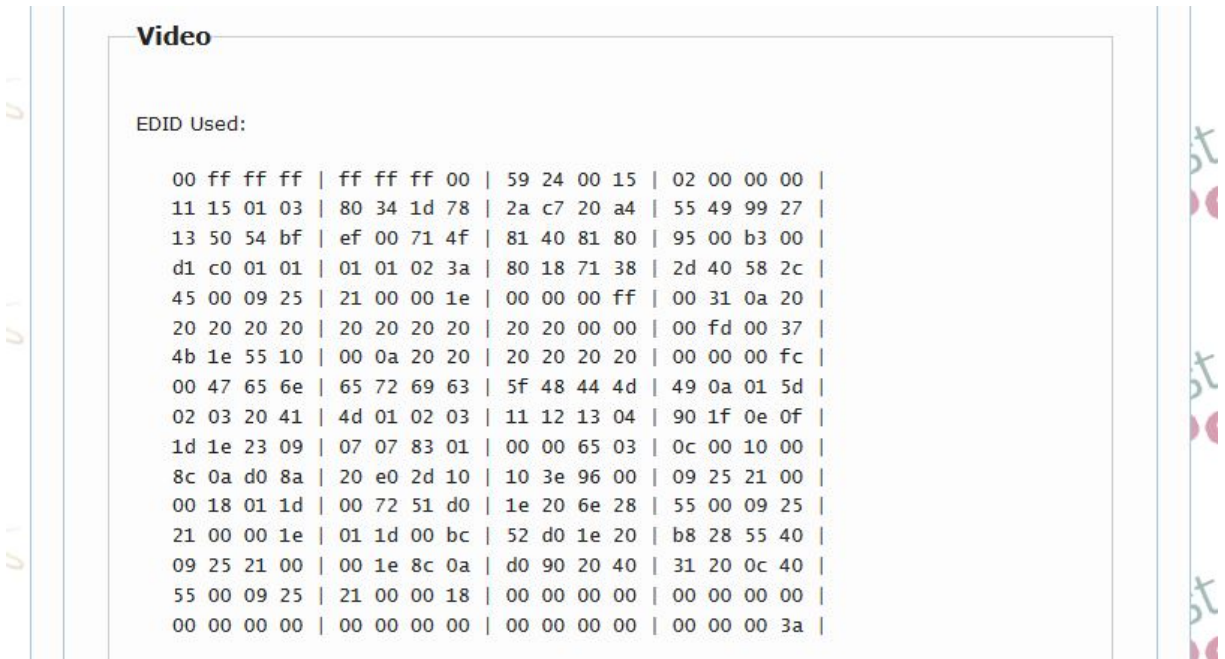 Video
EDID Used:
00 ff ff ff | ff ff ff 00 | 59 24 00 15 | 02 00 00 00 |
11 15 01 03 | 80 34 1d 78 | 2a c7 20 a4 | 55 49 99 27 |
13 50 54 bf | ef 00 71 4f | 81 40 81 80 | 95 00 b3 00 |
d1 c0 01 01 | 01 01 02 3a | 80 18 71 38 | 2d 40 58 2c |
45 00 09 25 | 21 00 00 1e | 00 00 00 ff | 00 31 0a 20 |
20 20 20 20 | 20 20 20 20 | 20 20 00 00 | 00 fd 00 37 |
4b 1e 55 10 | 00 0a 20 20 | 20 20 20 20 | 00 00 00 fc |
00 47 65 6e | 65 72 69 63 | 5f 48 44 4d | 49 0a 01 5d |
02 03 20 41 | 4d 01 02 03 | 11 12 13 04 | 90 1f 0e 0f |
1d 1e 23 09 | 07 07 83 01 | 00 00 65 03 | 0c 00 10 00 |
8c 0a d0 8a | 20 e0 2d 10 | 10 3e 96 00 | 09 25 21 00 |
00 18 01 1d | 00 72 51 d0 | 1e 20 6e 28 | 55 00 09 25 |
21 00 00 1e | 01 1d 00 bc | 52 d0 1e 20 | b8 28 55 40 |
09 25 21 00 | 00 1e 8c 0a | d0 90 20 40 | 31 20 0c 40 |
55 00 09 25 | 21 00 00 18 | 00 00 00 00 | 00 00 00 00 |
00 00 00 00 | 00 00 00 00 | 00 00 00 00 | 00 00 00 3a |